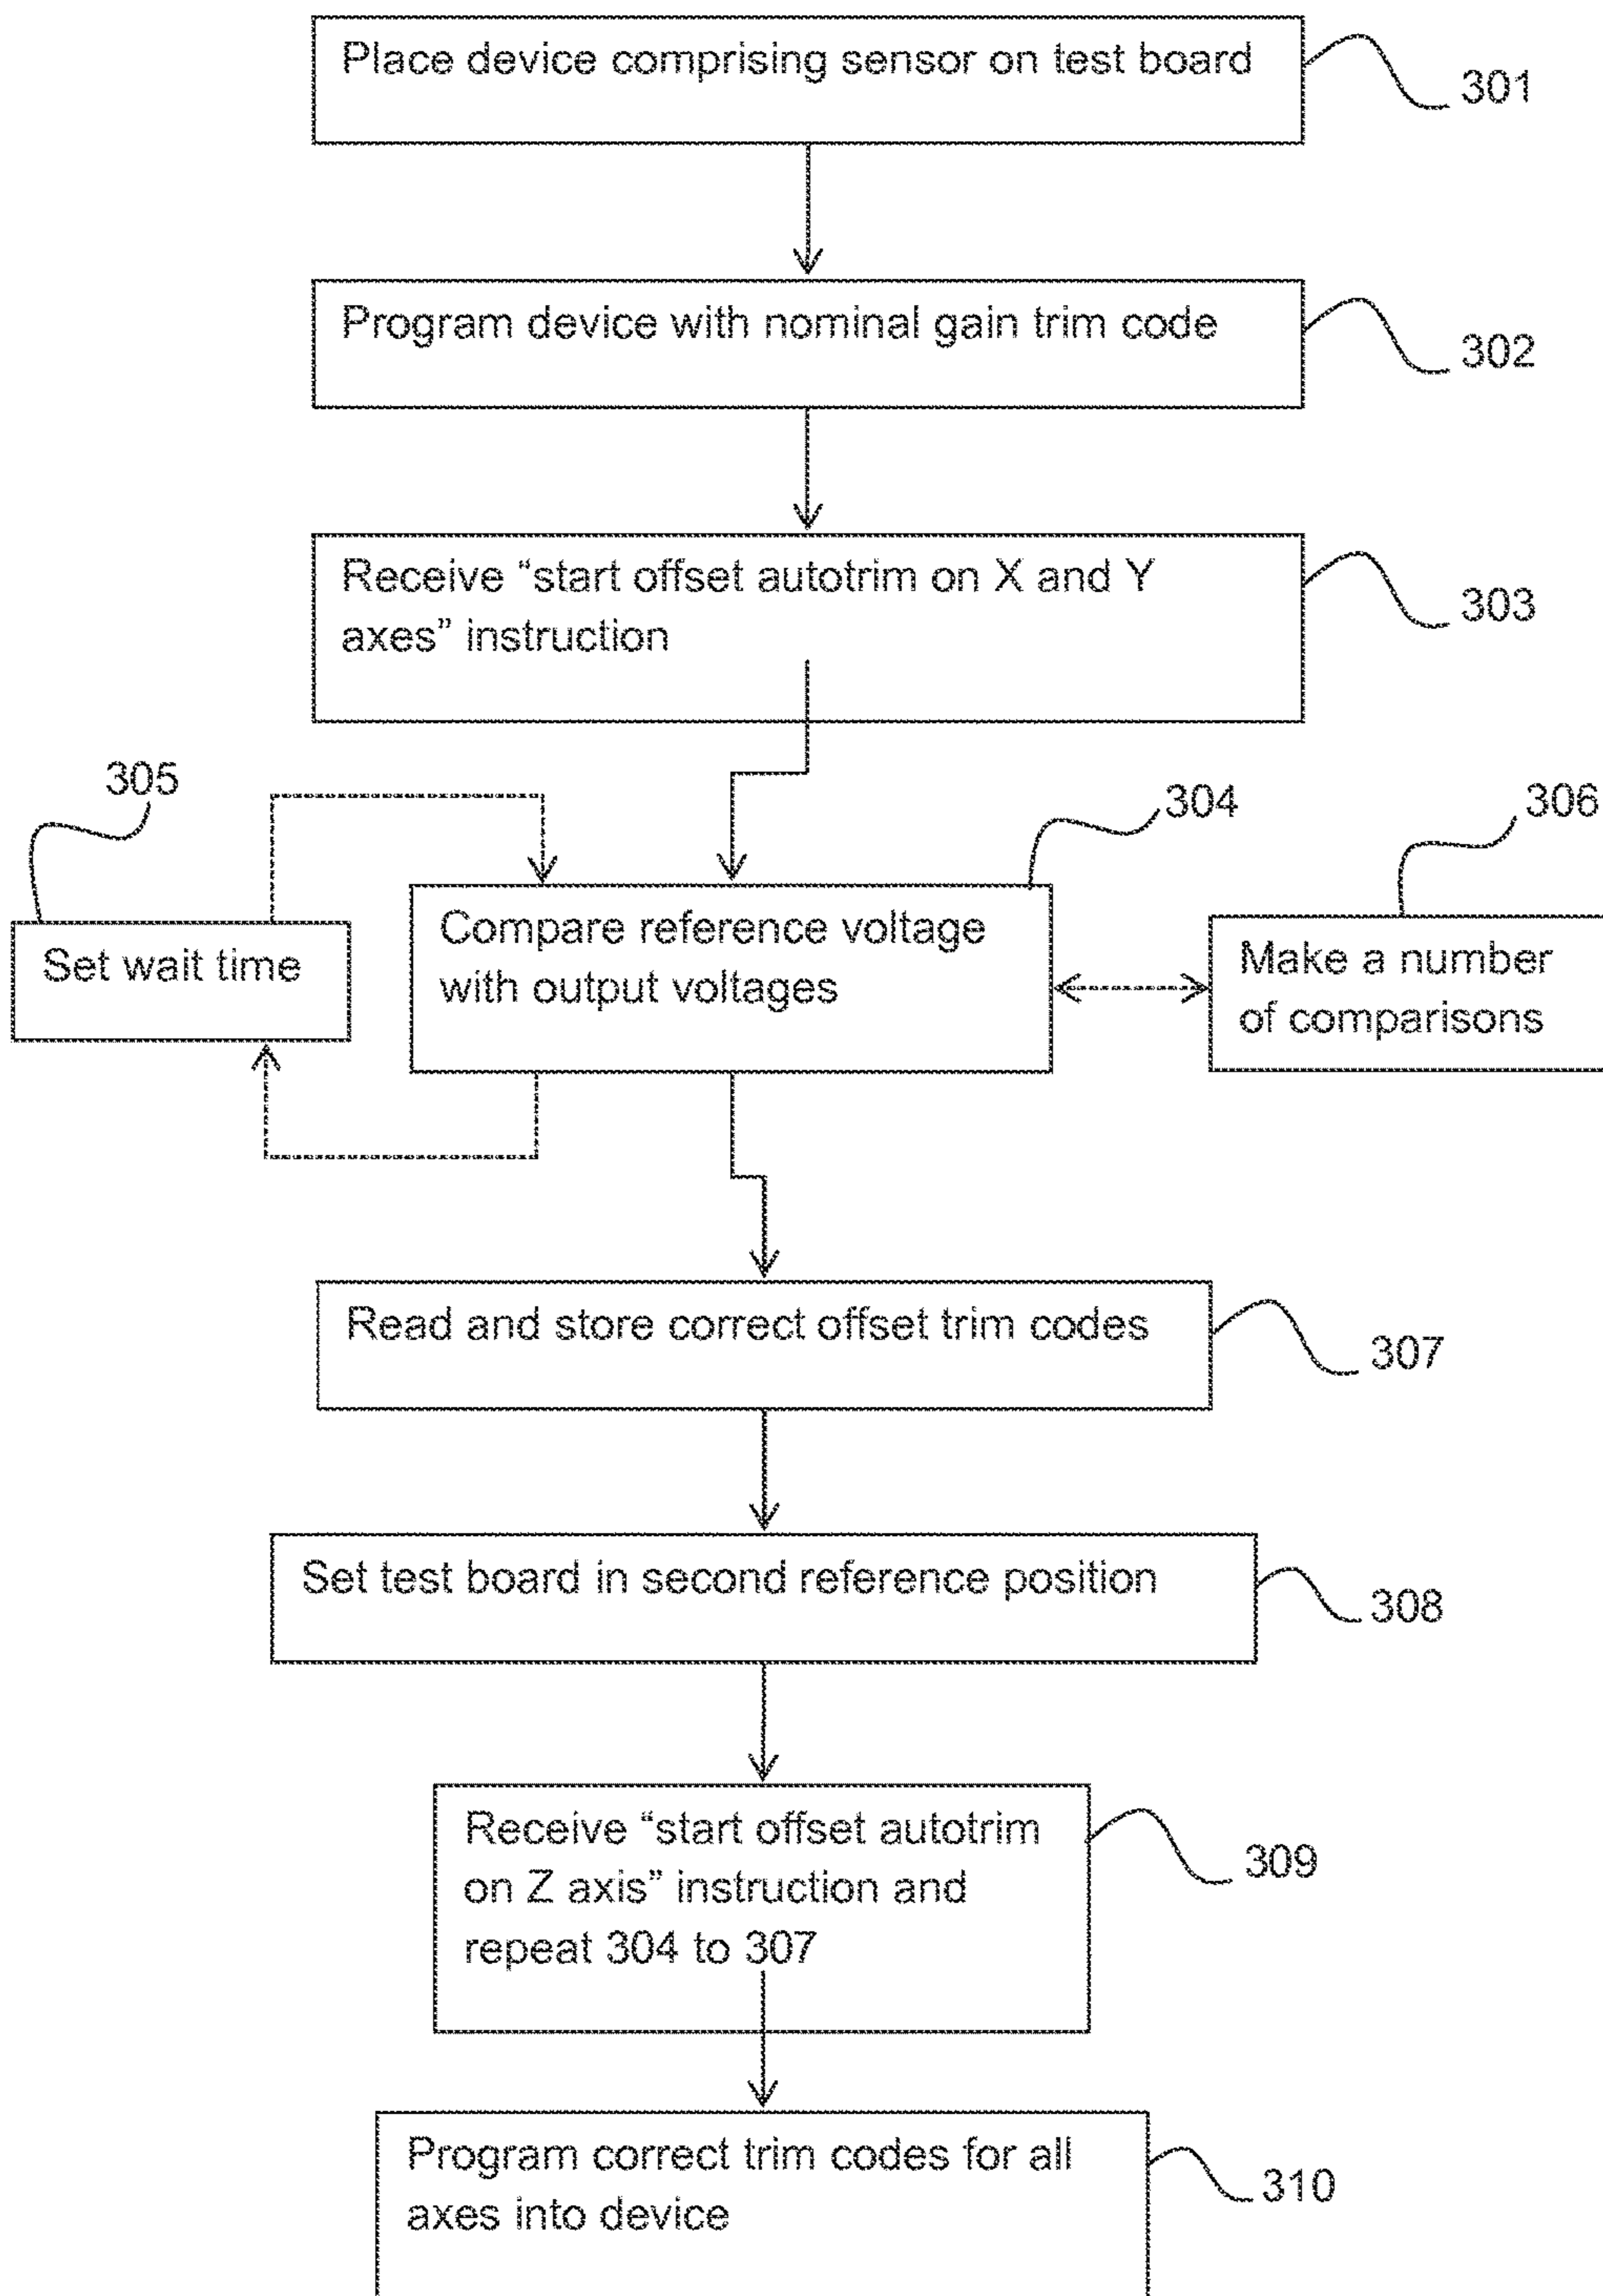 Place device comprising sensor on test board
301
Program device with nominal gain trim code
302
Receive “start offset autotrim on X and Y
axes” instruction
303
305
304
306
Set wait time
Compare reference voltage
with output voltages
Make a number
of comparisons
Read and store correct offset trim codes
307
Set test board in second reference position
308
Receive “start offset autotrim
on Z axis” instruction and
repeat 304 to 307
309
Program correct trim codes for all
axes into device
310